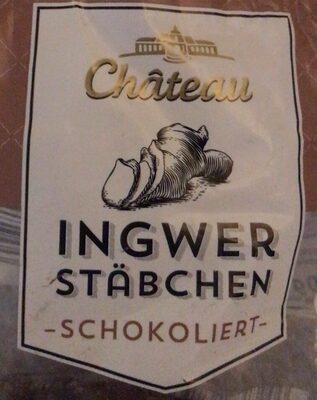 Château
INGWER
STÄBCHEN
-SCHOKOLIERT-